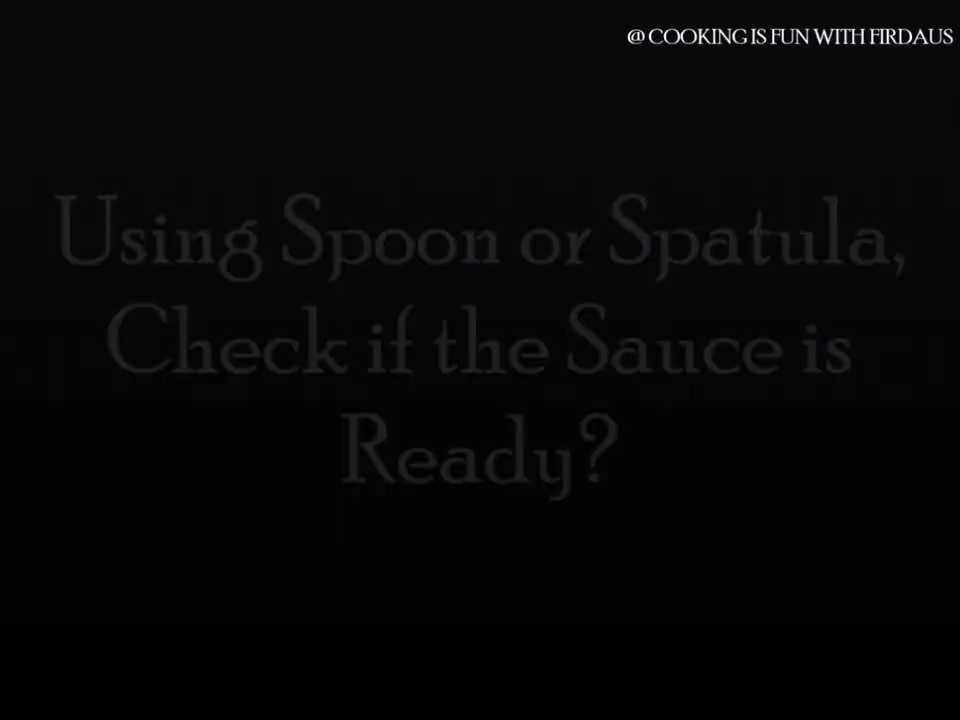 @ COOKING IS FUN WITH FIRDAUS
Using Spoon or Spatula,
Check if the Sauce is
Ready?